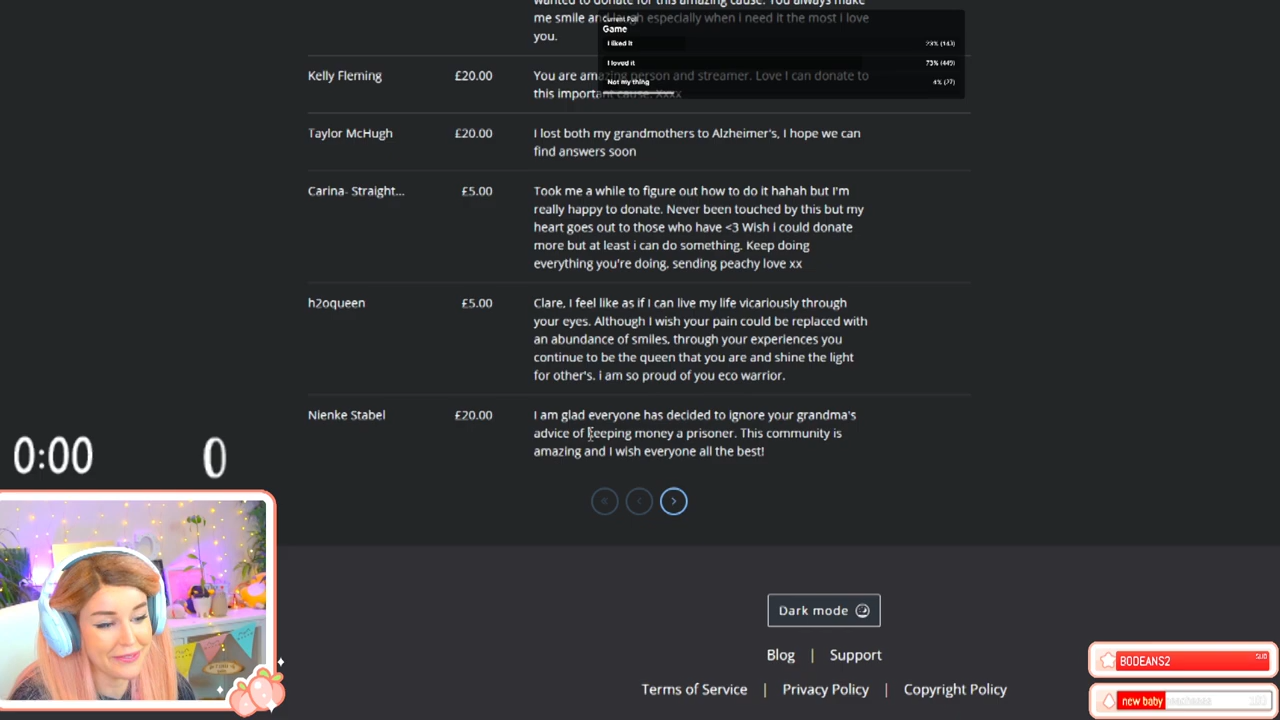 wanted to donate for this amazing cause. You always make
me smile and laugh especially when i need it the most i love
you.
Current Poll
Game
I liked it 23% (143)
I loved it 73% (449)
Not my thing 4% (27)
Kelly Fleming £20.00 You are amazing person and streamer. Love I can donate to
this important cause. Xxxx
Taylor McHugh £20.00 I lost both my grandmothers to Alzheimer's, I hope we can
find answers soon
Carina- Straight... £5.00 Took me a while to figure out how to do it hahah but I'm
really happy to donate. Never been touched by this but my
heart goes out to those who have <3 Wish i could donate
more but at least i can do something. Keep doing
everything you're doing, sending peachy love xx
h2oqueen £5.00 Clare, I feel like as if I can live my life vicariously through
your eyes. Although I wish your pain could be replaced with
an abundance of smiles, through your experiences you
continue to be the queen that you are and shine the light
for other's. i am so proud of you eco warrior.
Nienke Stabel £20.00 I am glad everyone has decided to ignore your grandma's
advice of keeping money a prisoner. This community is
amazing and I wish everyone all the best!
0:00 0
Dark mode
Blog | Support
Terms of Service | Privacy Policy | Copyright Policy
BODEANS2 SUB
new baby